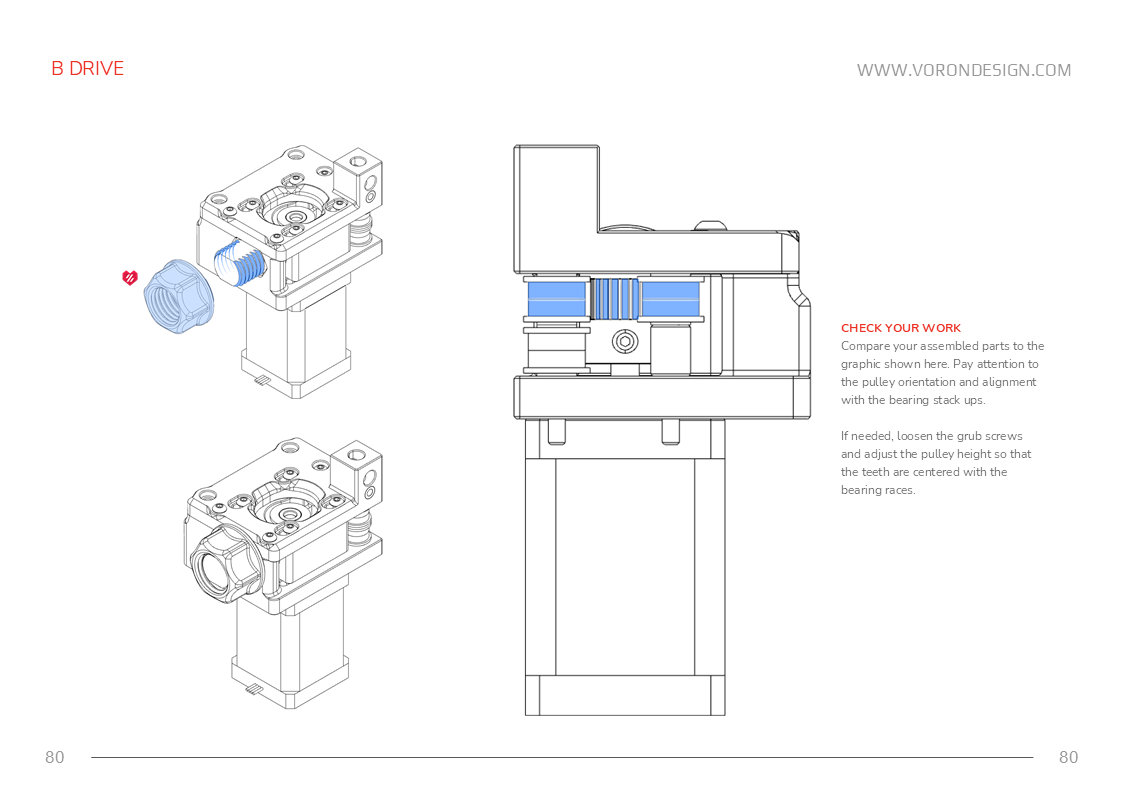 B DRIVE
WWW.VORONDESIGN.COM
CHECK YOUR WORK
Compare your assembled parts to the
graphic shown here. Pay attention to
the pulley orientation and alignment
with the bearing stack ups.
If needed, loosen the grub screws
and adjust the pulley height so that
the teeth are centered with the
bearing races.
80
80